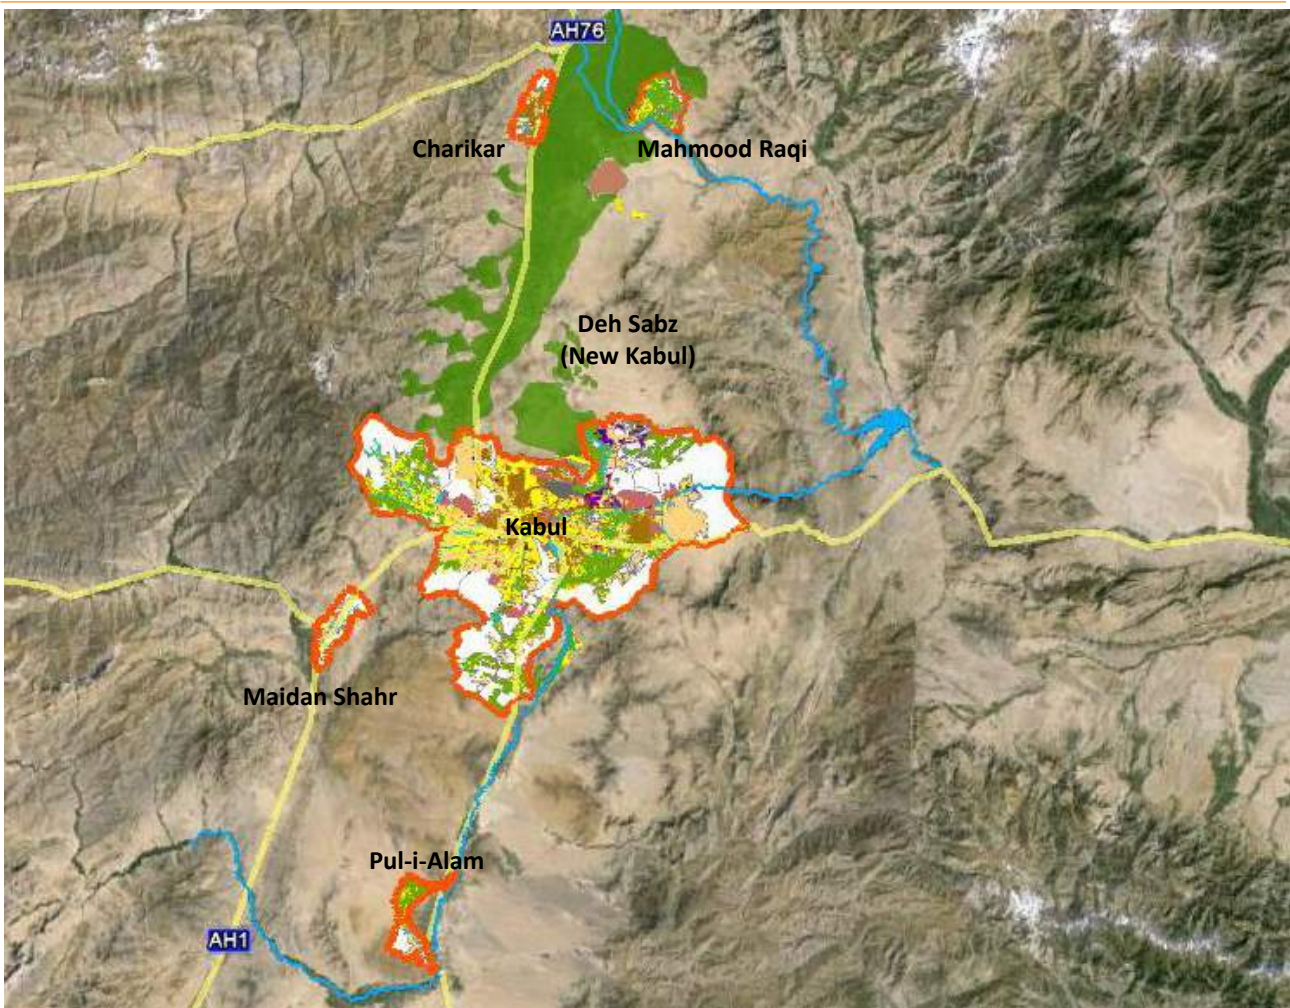 AH76
Charikar
Mahmood Raqi
Deh Sabz
(New Kabul)
Kabul
Maidan Shahr
Pul-i-Alam
AH1